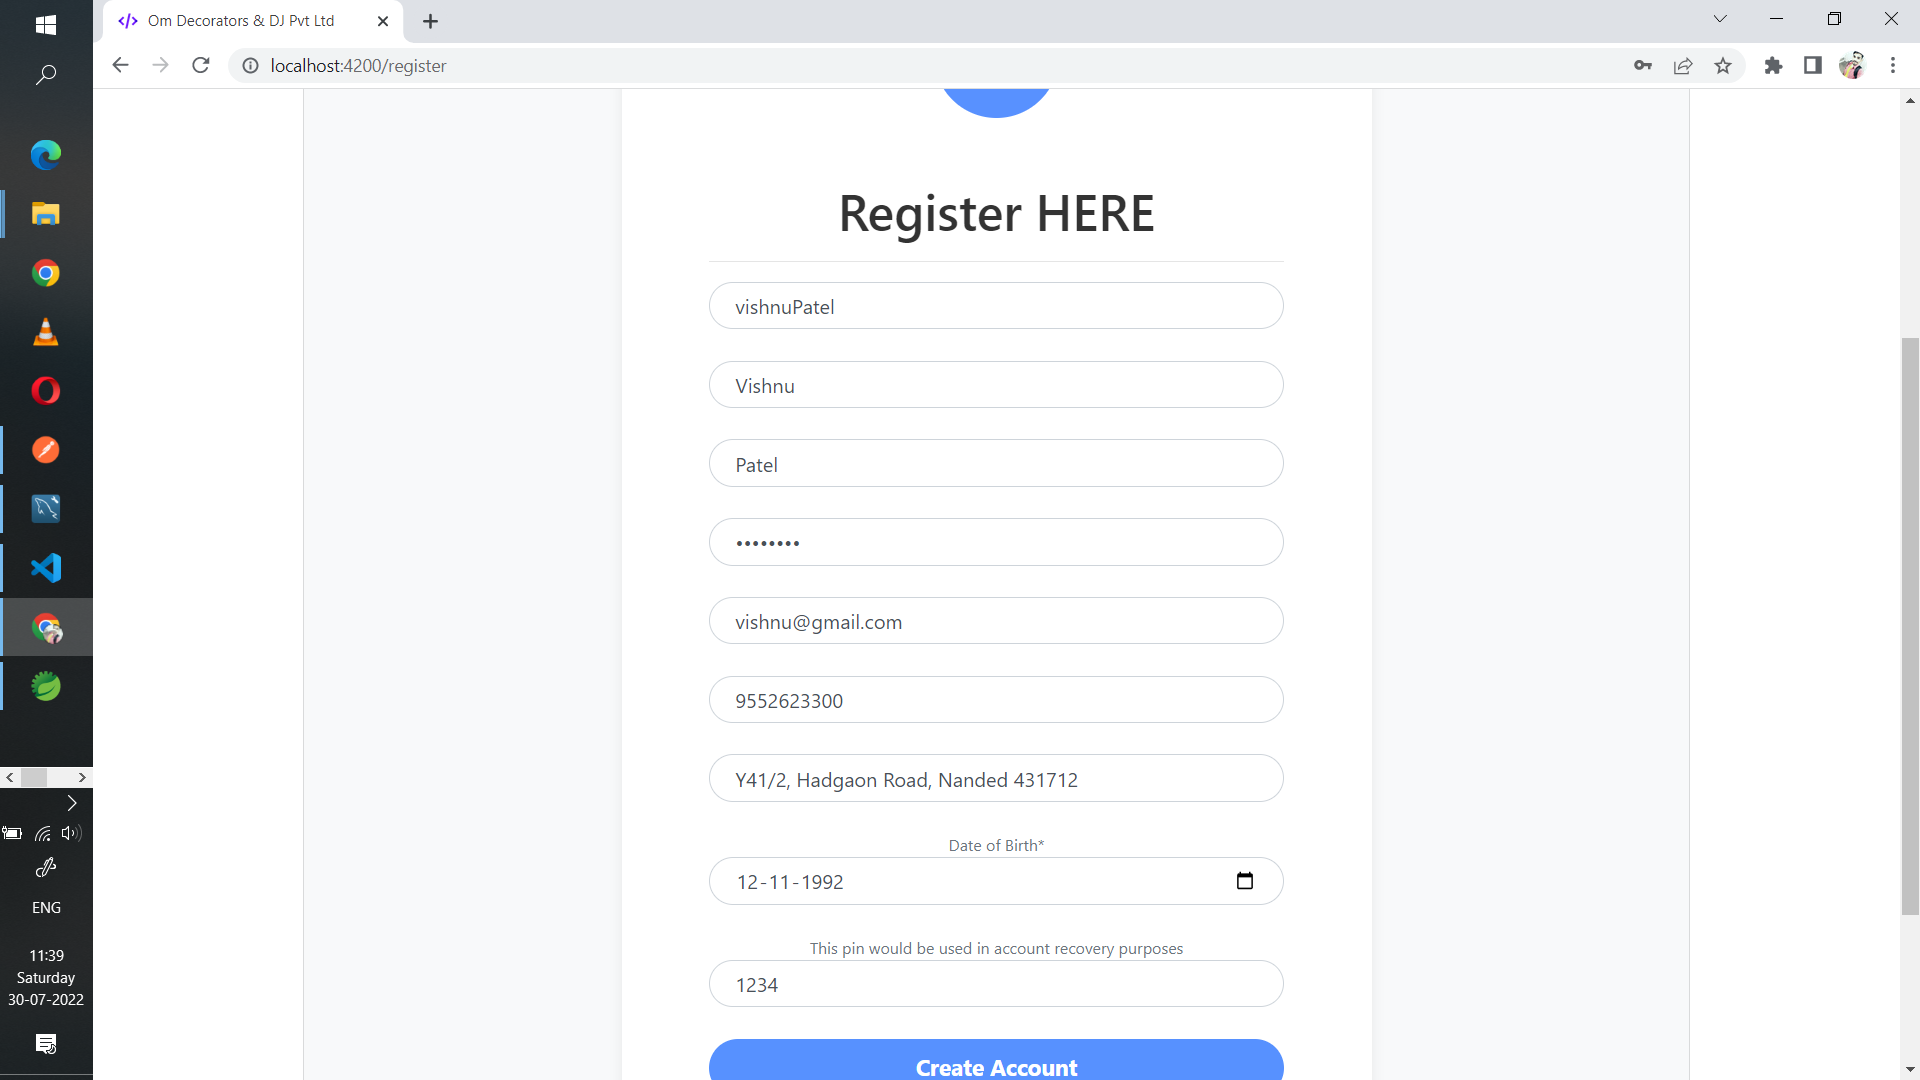 Om Decorators & DJ Pvt Ltd
localhost:4200/register
Register HERE
vishnuPatel
Vishnu
Patel
••••••••
vishnu@gmail.com
9552623300
Y41/2, Hadgaon Road, Nanded 431712
Date of Birth*
12-11-1992
This pin would be used in account recovery purposes
1234
Create Account
ENG
11:39
Saturday
30-07-2022